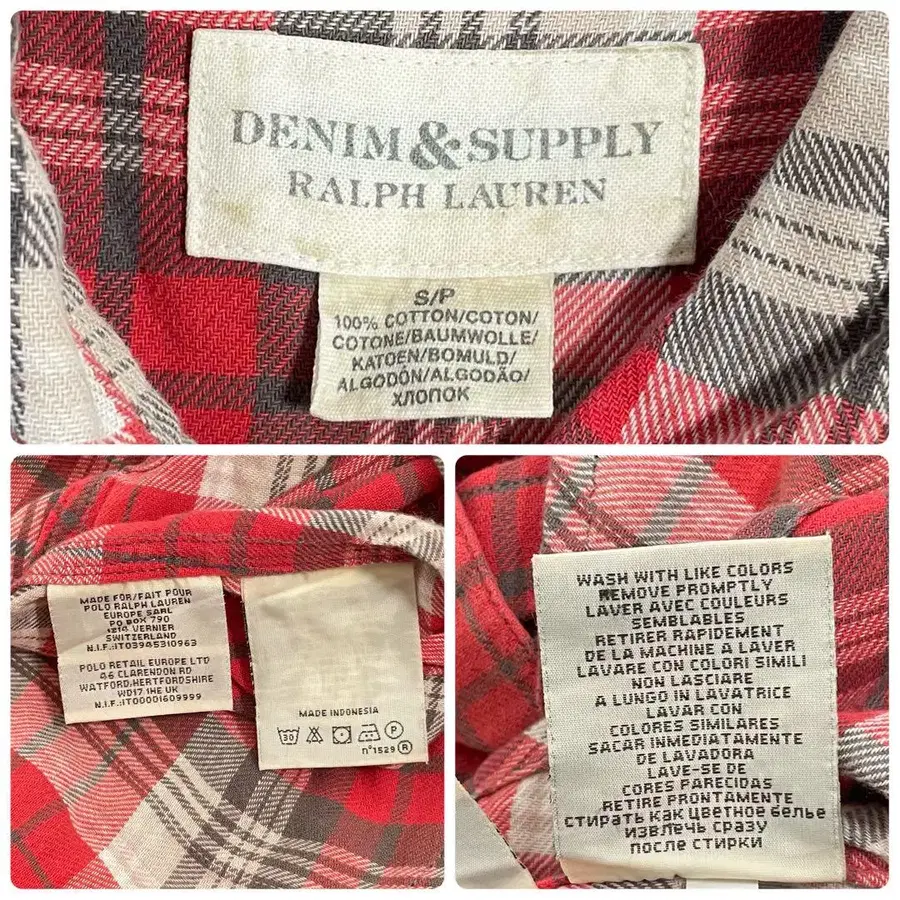 DENIM&SUPPLY
RALPH LAUREN
S/P
100% COTTON/COTON/
COTONE/BAUMWOLLE/
KATOEN/BOMULD/
ALGODÓN/ALGODÃO/
ХЛОПОК
MADE FOR/FAIT POUR
POLO RALPH LAUREN
EUROPE SARL
PO BOX 790
1214 VERNIER
SWITZERLAND
N.I.F.:IT03945310963
POLO RETAIL EUROPE LTD
46 CLARENDON RD
WATFORD,HERTFORDSHIRE
WD17 1HE UK
N.I.F.:IT00001609999
MADE INDONESIA
30 P
n°1529 R
WASH WITH LIKE COLORS
REMOVE PROMPTLY
LAVER AVEC COULEURS
SEMBLABLES
RETIRER RAPIDEMENT
DE LA MACHINE A LAVER
LAVARE CON COLORI SIMILI
NON LASCIARE
A LUNGO IN LAVATRICE
LAVAR CON
COLORES SIMILARES
SACAR INMEDIATAMENTE
DE LAVADORA
LAVE-SE DE
CORES PARECIDAS
RETIRE PRONTAMENTE
стирать как цветное белье
извлечь сразу
после стирки